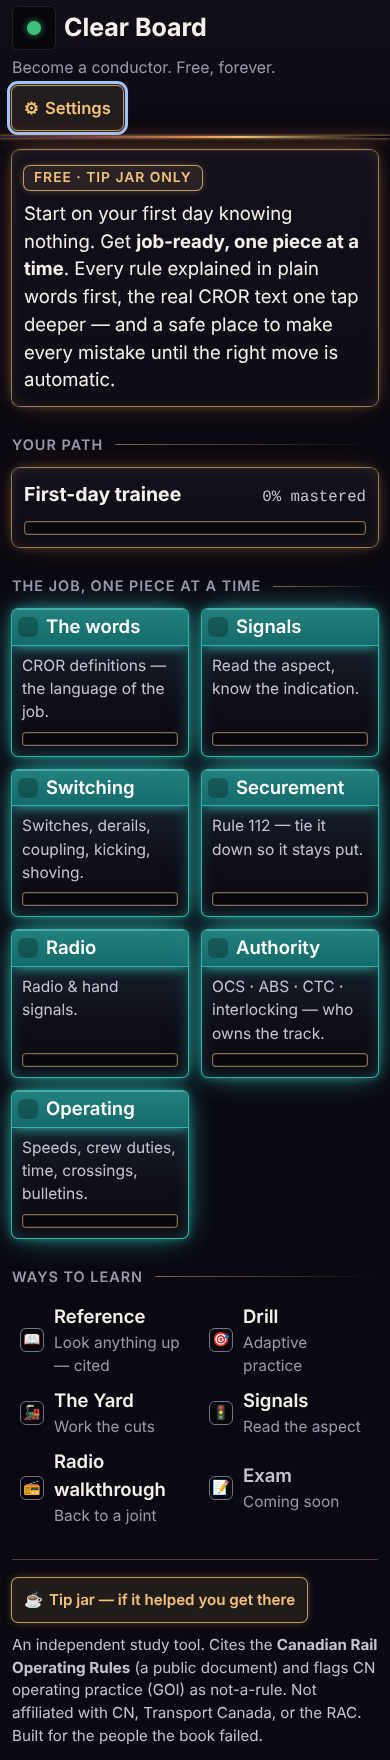 Clear Board
Become a conductor. Free, forever.
⚙ Settings
FREE · TIP JAR ONLY
Start on your first day knowing
nothing. Get job-ready, one piece at a
time. Every rule explained in plain
words first, the real CROR text one tap
deeper — and a safe place to make
every mistake until the right move is
automatic.
YOUR PATH
First-day trainee
0% mastered
THE JOB, ONE PIECE AT A TIME
The words
CROR definitions —
the language of the
job.
Signals
Read the aspect,
know the indication.
Switching
Switches, derails,
coupling, kicking,
shoving.
Securement
Rule 112 — tie it
down so it stays put.
Radio
Radio & hand
signals.
Authority
OCS · ABS · CTC ·
interlocking — who
owns the track.
Operating
Speeds, crew duties,
time, crossings,
bulletins.
WAYS TO LEARN
Reference
Look anything up
— cited
Drill
Adaptive
practice
The Yard
Work the cuts
Signals
Read the aspect
Radio
walkthrough
Back to a joint
Exam
Coming soon
☕ Tip jar — if it helped you get there
An independent study tool. Cites the Canadian Rail
Operating Rules (a public document) and flags CN
operating practice (GOI) as not-a-rule. Not
affiliated with CN, Transport Canada, or the RAC.
Built for the people the book failed.